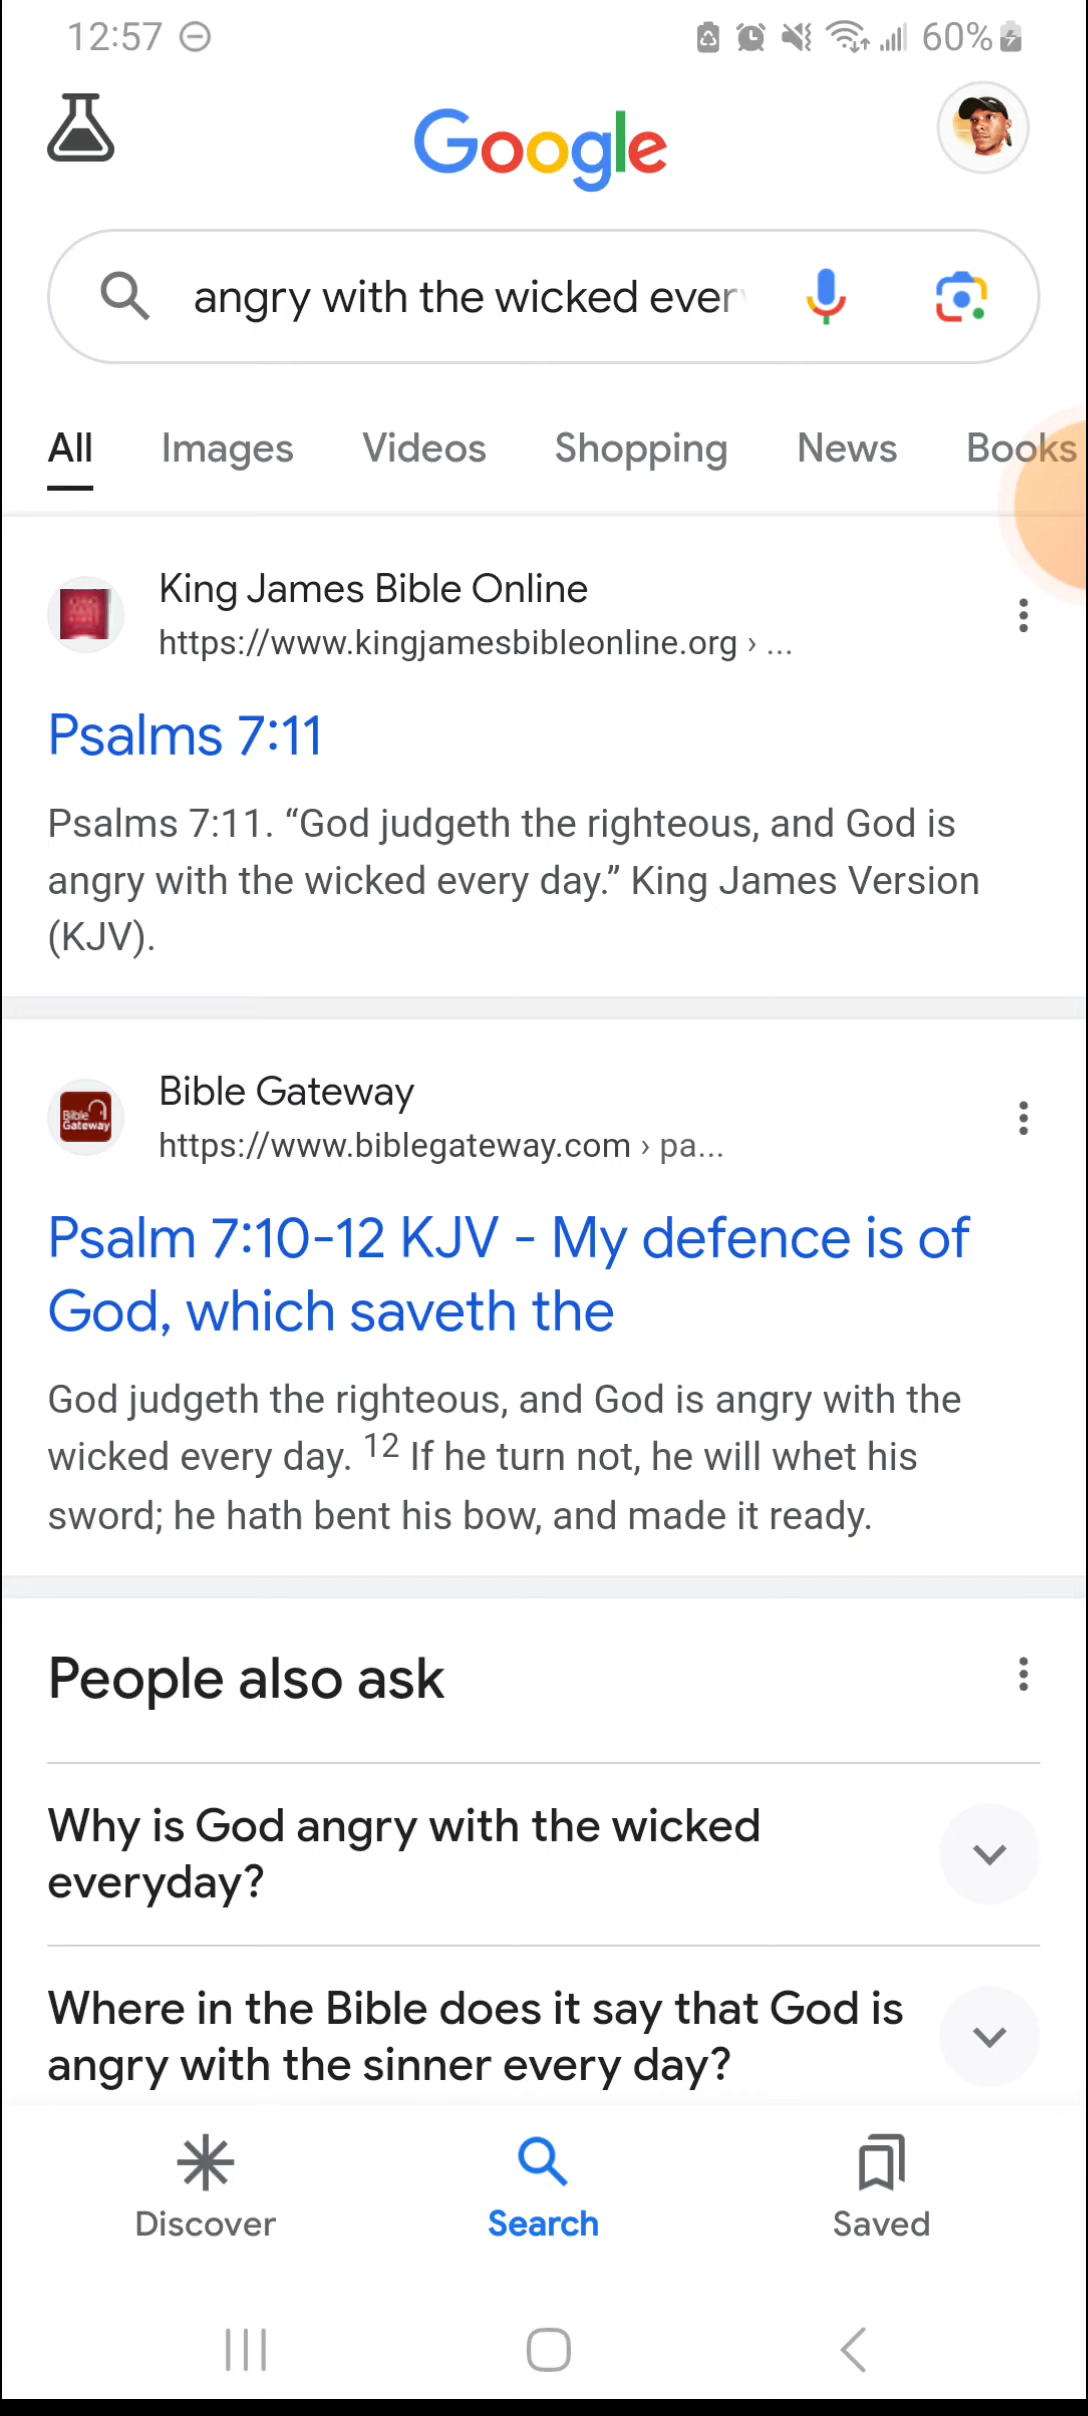 12:57
60%
Google
angry with the wicked ever
All Images Videos Shopping News Books
King James Bible Online
https://www.kingjamesbibleonline.org › ...
Psalms 7:11
Psalms 7:11. “God judgeth the righteous, and God is
angry with the wicked every day.” King James Version
(KJV).
Bible Gateway
Bible
Gateway
https://www.biblegateway.com › pa...
Psalm 7:10-12 KJV - My defence is of
God, which saveth the
God judgeth the righteous, and God is angry with the
wicked every day. 12 If he turn not, he will whet his
sword; he hath bent his bow, and made it ready.
People also ask
Why is God angry with the wicked
everyday?
Where in the Bible does it say that God is
angry with the sinner every day?
Discover Search Saved